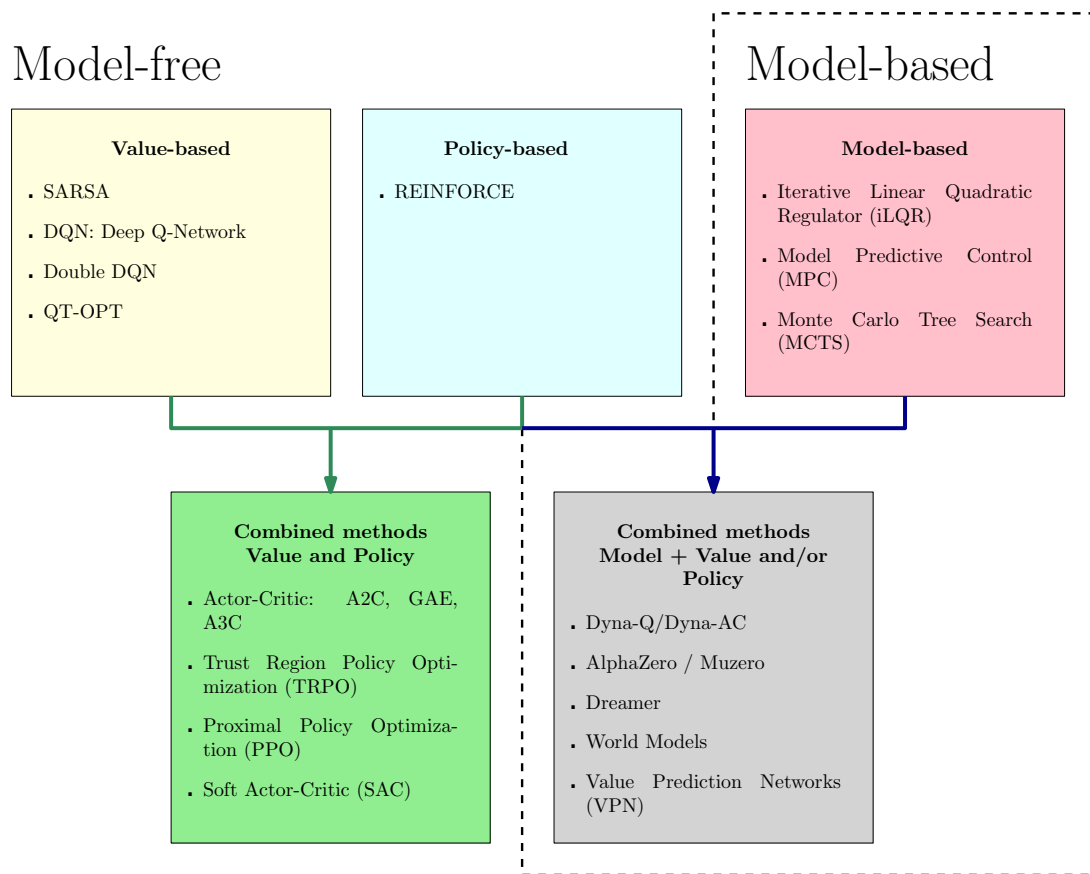 Model-free
Model-based
Value-based
. SARSA
. DQN: Deep Q-Network
. Double DQN
. QT-OPT
Policy-based
. REINFORCE
Model-based
. Iterative Linear Quadratic
Regulator (iLQR)
. Model Predictive Control
(MPC)
. Monte Carlo Tree Search
(MCTS)
Combined methods
Value and Policy
. Actor-Critic: A2C, GAE,
A3C
. Trust Region Policy Opti-
mization (TRPO)
. Proximal Policy Optimiza-
tion (PPO)
. Soft Actor-Critic (SAC)
Combined methods
Model + Value and/or
Policy
. Dyna-Q/Dyna-AC
. AlphaZero / Muzero
. Dreamer
. World Models
. Value Prediction Networks
(VPN)